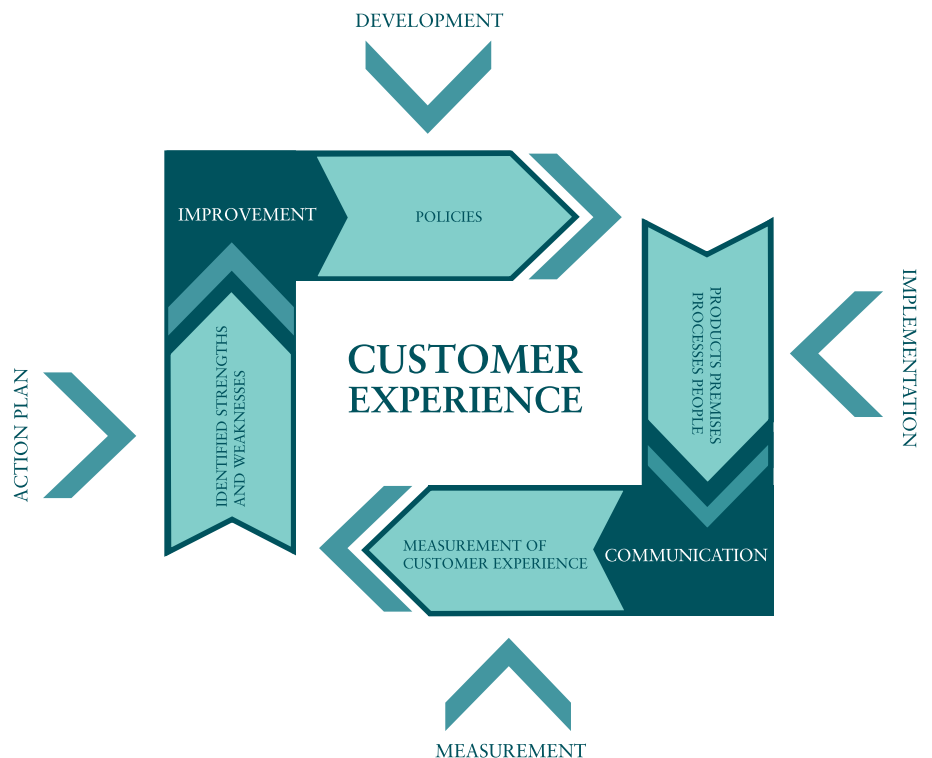 DEVELOPMENT
IMPROVEMENT
POLICIES
PRODUCTS PREMISES
PROCESSES PEOPLE
IMPLEMENTATION
CUSTOMER
EXPERIENCE
ACTION PLAN
IDENTIFIED STRENGTHS
AND WEAKNESSES
MEASUREMENT OF
CUSTOMER EXPERIENCE
COMMUNICATION
MEASUREMENT